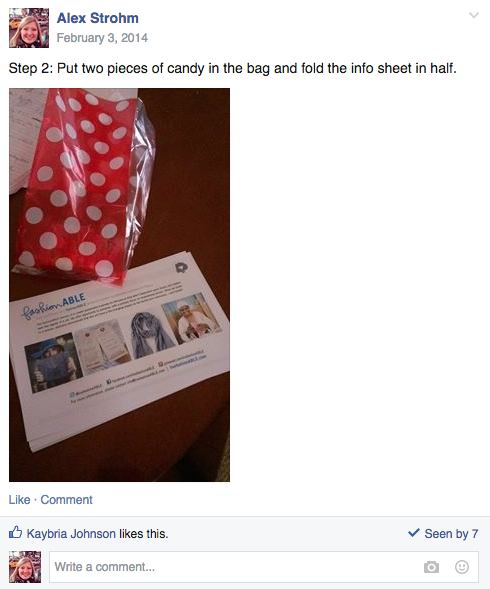 Alex Strohm
February 3, 2014
Step 2: Put two pieces of candy in the bag and fold the info sheet in half.
fashionABLE
Like · Comment
Kaybria Johnson likes this.
Seen by 7
Write a comment...